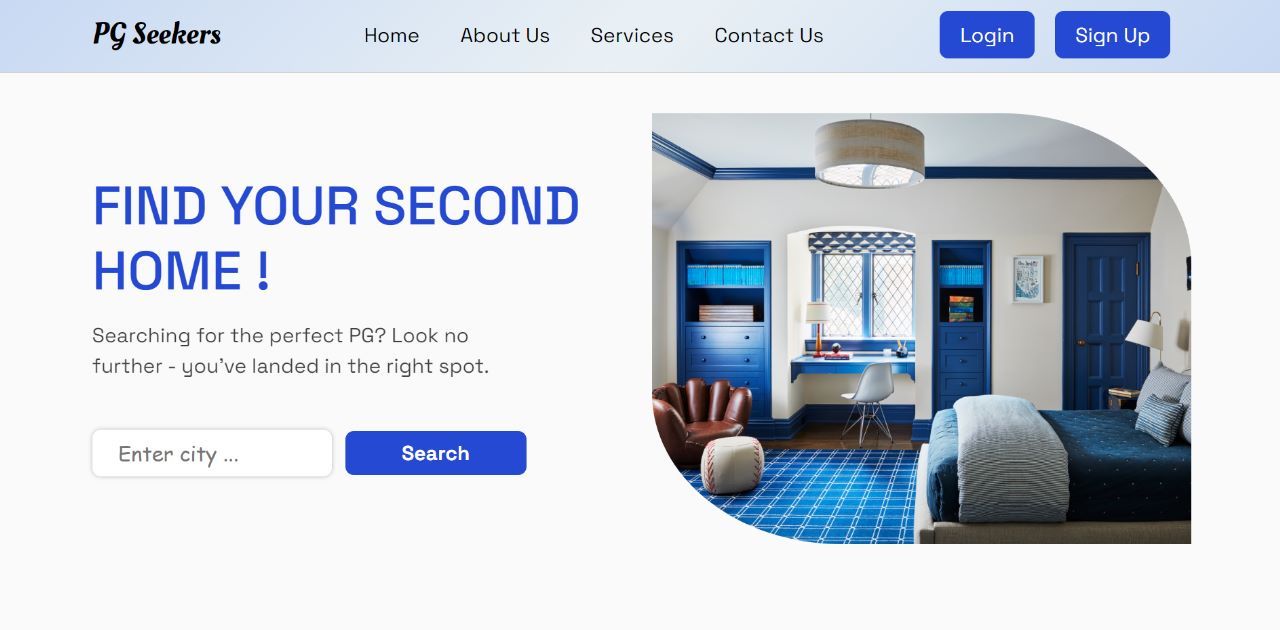 PG Seekers
Home
About Us
Services
Contact Us
Login
Sign Up
FIND YOUR SECOND
HOME !
Searching for the perfect PG? Look no
further - you've landed in the right spot.
Enter city ...
Search